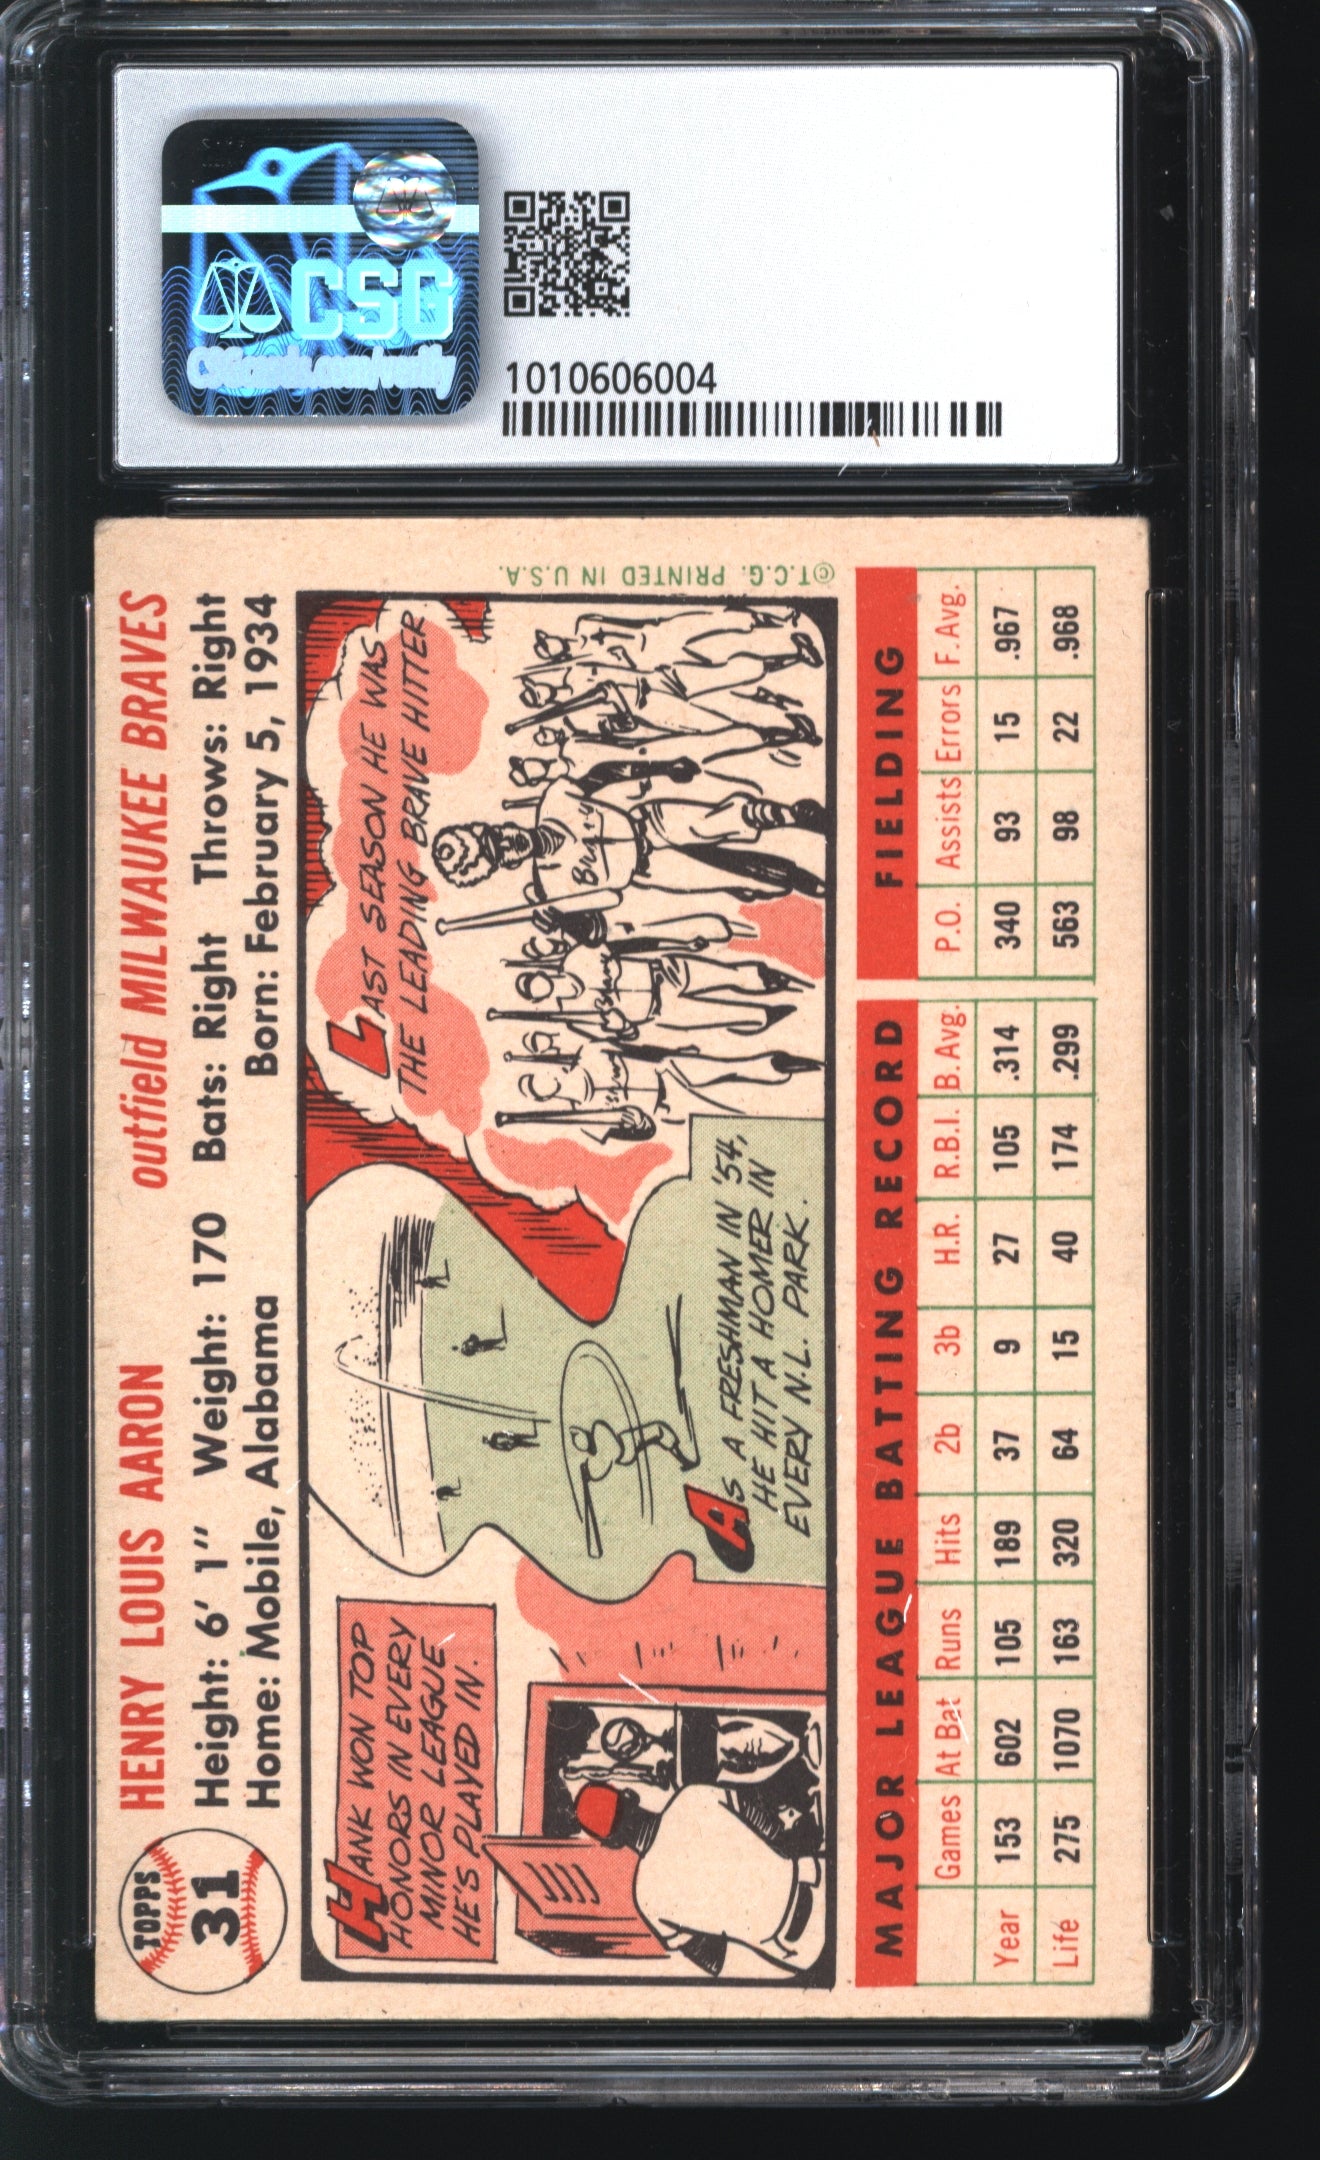 CSG
CSGcards.com/verify
1010606004
TOPPS
31
HENRY LOUIS AARON outfield MILWAUKEE BRAVES
Height: 6' 1" Weight: 170 Bats: Right Throws: Right
Home: Mobile, Alabama Born: February 5, 1934
HANK WON TOP
HONORS IN EVERY
MINOR LEAGUE
HE'S PLAYED IN.
AS A FRESHMAN IN '54,
HE HIT A HOMER IN
EVERY N.L. PARK.
LAST SEASON HE WAS
THE LEADING BRAVE HITTER
©T.C.G. PRINTED IN U.S.A.
MAJOR LEAGUE BATTING RECORD FIELDING
Games At Bat Runs Hits 2b 3b H.R. R.B.I. B.Avg. P.O. Assists Errors F.Avg.
Year 153 602 105 189 37 9 27 105 .314 340 93 15 .967
Life 275 1070 163 320 64 15 40 174 .299 563 98 22 .968